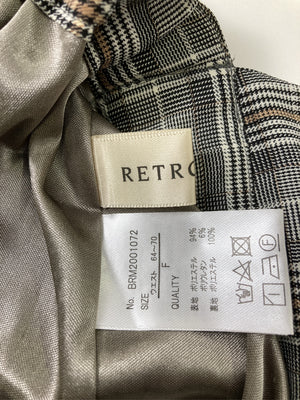 RETRO
No. BRM2001072
SIZE
ウエスト 64~70
F
QUALITY
表地 ポリエステル 94%
ポリウレタン 6%
裏地 ポリエステル 100%